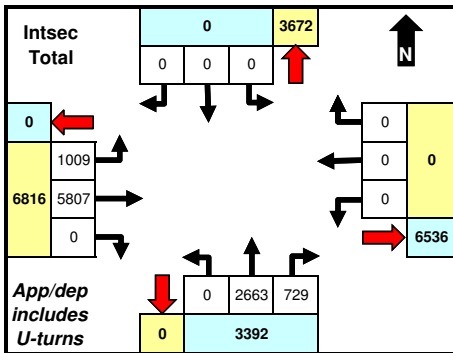 Intsec
Total
0 3672
0 0 0
N
0
1009
6816 5807
0
0
0 0
0
6536
App/dep
includes
U-turns
0 2663 729
0 3392